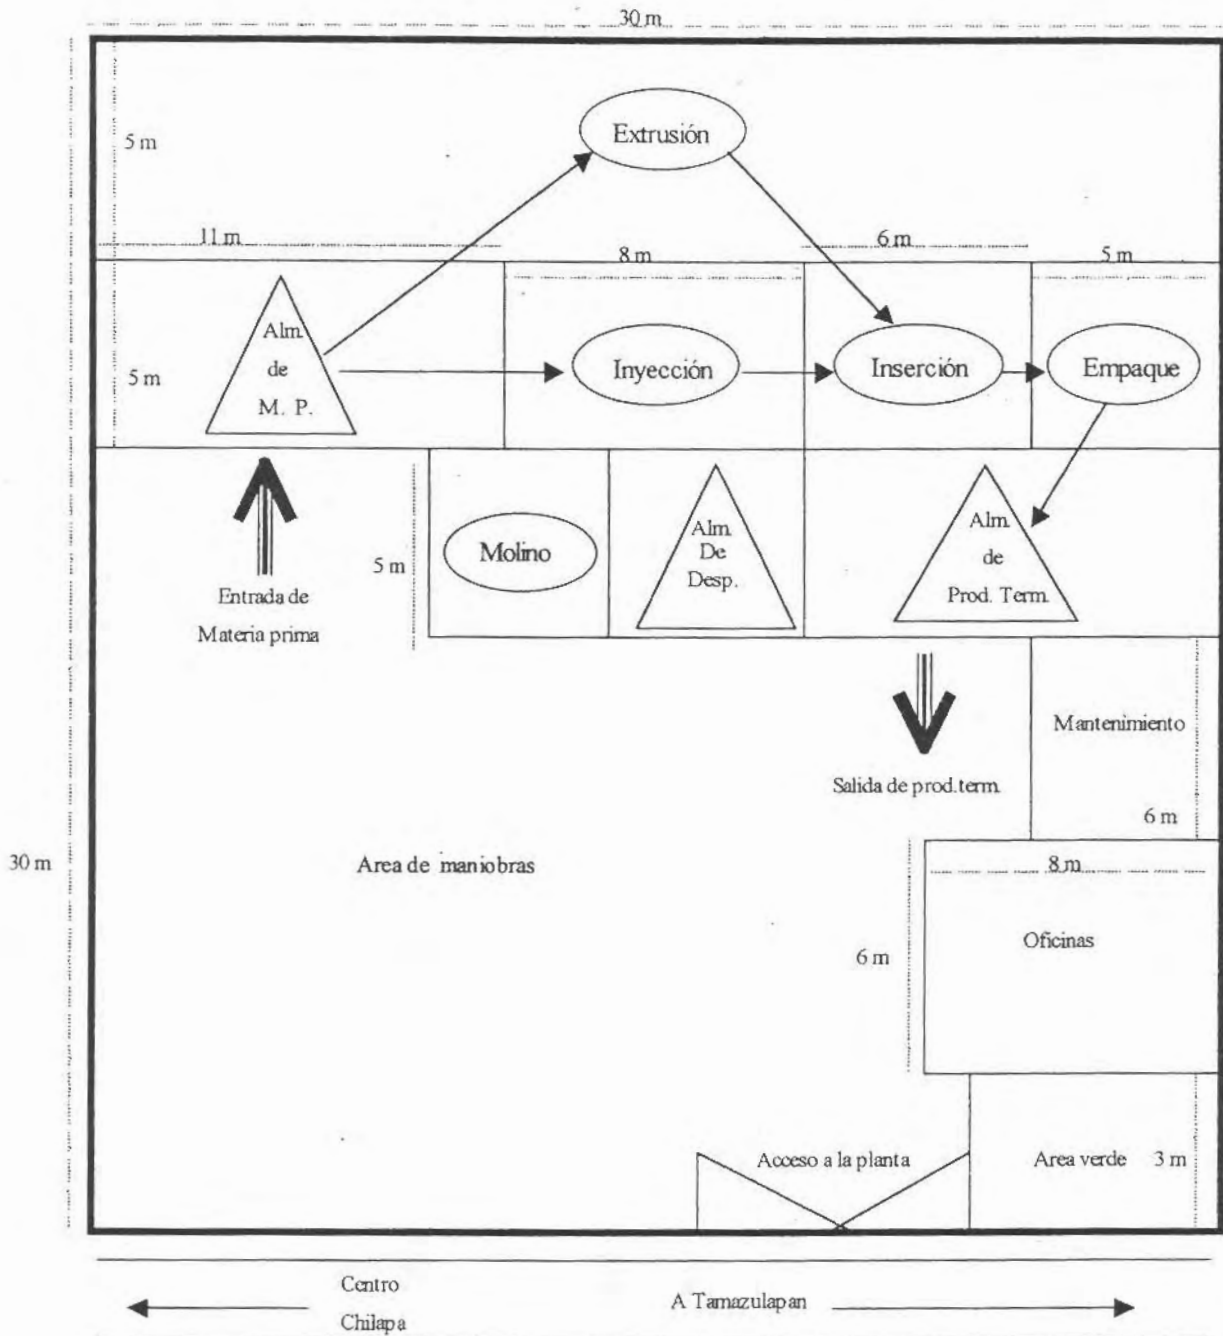 30 m
Extrusión
5 m
11 m
8 m
6 m
5 m
Alm.
de
M. P.
Inyección
Inserción
Empaque
5 m
Entrada de
Materia prima
5 m
Molino
Alm.
De
Desp.
Alm.
de
Prod. Term.
Mantenimiento
Salida de prod.term.
6 m
30 m
Area de maniobras
8 m
Oficinas
6 m
Acceso a la planta
Area verde
3 m
Centro
Chilapa
A Tamazulapan